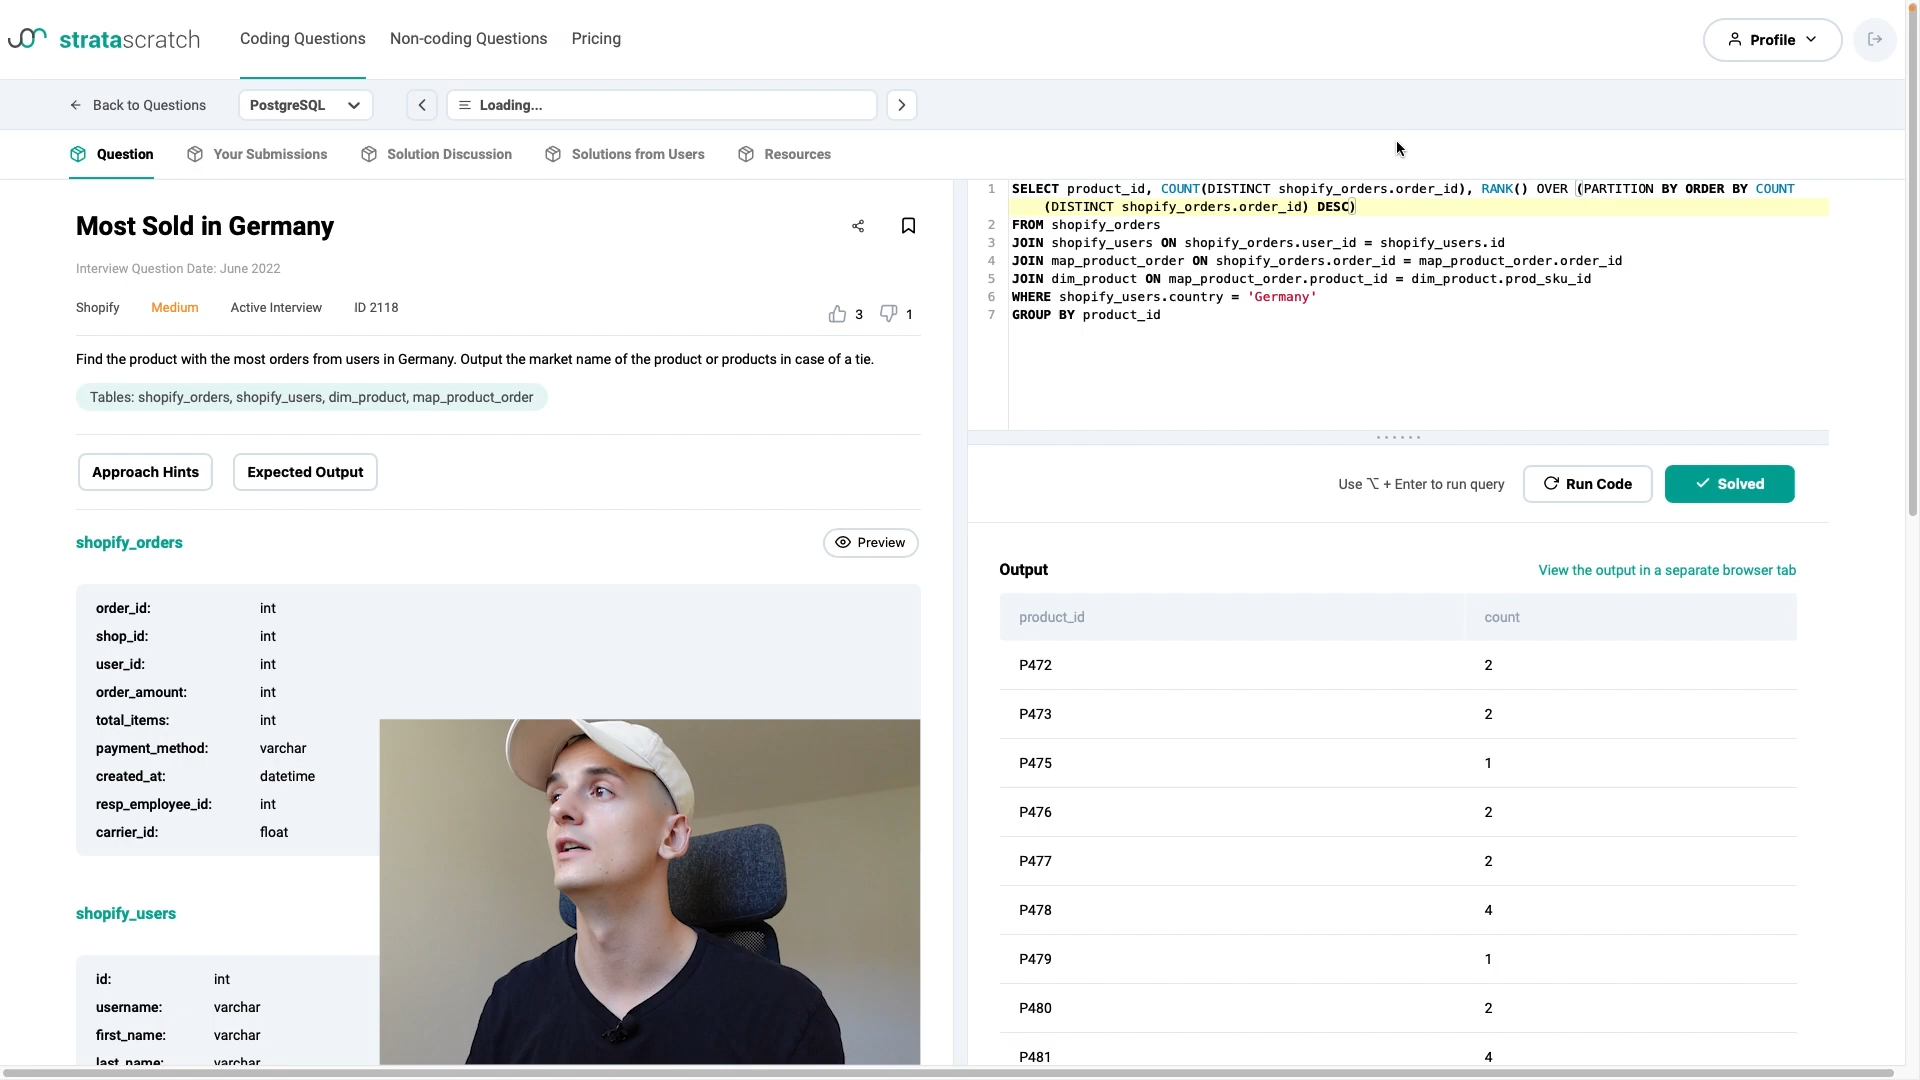 stratascratch
Coding Questions
Non-coding Questions
Pricing
Profile
Back to Questions
PostgreSQL
Loading...
Question
Your Submissions
Solution Discussion
Solutions from Users
Resources
Most Sold in Germany
Interview Question Date: June 2022
Shopify
Medium
Active Interview
ID 2118
3
1
Find the product with the most orders from users in Germany. Output the market name of the product or products in case of a tie.
Tables: shopify_orders, shopify_users, dim_product, map_product_order
Approach Hints
Expected Output
shopify_orders
Preview
order_id: int
shop_id: int
user_id: int
order_amount: int
total_items: int
payment_method: varchar
created_at: datetime
resp_employee_id: int
carrier_id: float
shopify_users
id: int
username: varchar
first_name: varchar
last_name: varchar
1 SELECT product_id, COUNT(DISTINCT shopify_orders.order_id), RANK() OVER (PARTITION BY ORDER BY COUNT
(DISTINCT shopify_orders.order_id) DESC)
2 FROM shopify_orders
3 JOIN shopify_users ON shopify_orders.user_id = shopify_users.id
4 JOIN map_product_order ON shopify_orders.order_id = map_product_order.order_id
5 JOIN dim_product ON map_product_order.product_id = dim_product.prod_sku_id
6 WHERE shopify_users.country = 'Germany'
7 GROUP BY product_id
Use ⌥ + Enter to run query
Run Code
Solved
Output
View the output in a separate browser tab
product_id count
P472 2
P473 2
P475 1
P476 2
P477 2
P478 4
P479 1
P480 2
P481 4